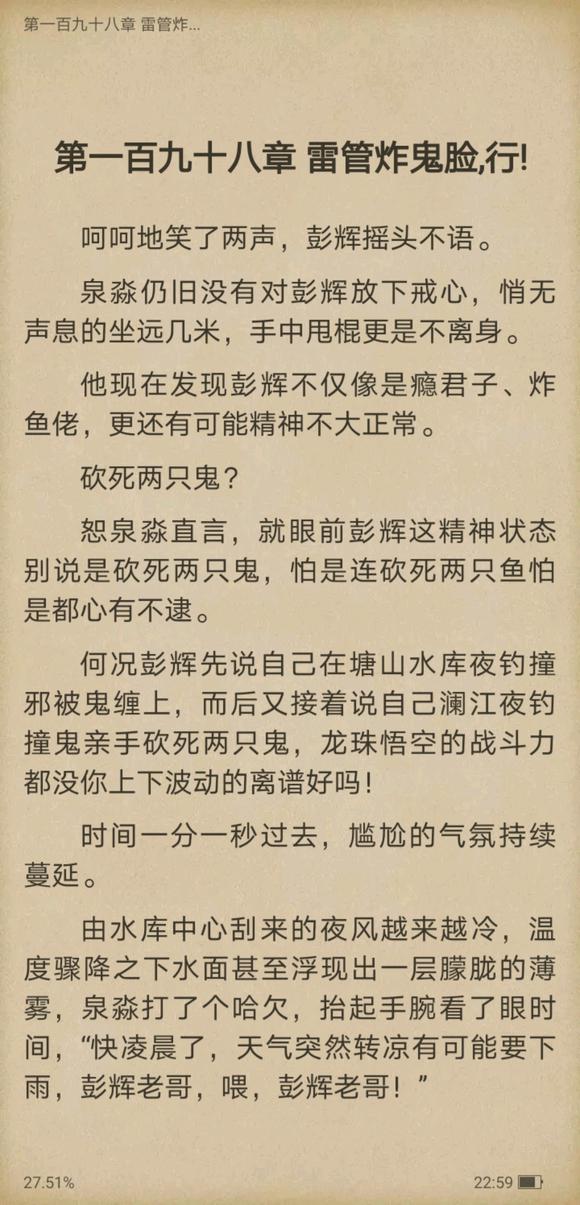 第一百九十八章 雷管炸...
第一百九十八章 雷管炸鬼脸,行!
呵呵地笑了两声，彭辉摇头不语。
泉淼仍旧没有对彭辉放下戒心，悄无
声息的坐远几米，手中甩棍更是不离身。
他现在发现彭辉不仅像是瘾君子、炸
鱼佬，更还有可能精神不大正常。
砍死两只鬼？
恕泉淼直言，就眼前彭辉这精神状态
别说是砍死两只鬼，怕是连砍死两只鱼怕
是都心有不逮。
何况彭辉先说自己在塘山水库夜钓撞
邪被鬼缠上，而后又接着说自己澜江夜钓
撞鬼亲手砍死两只鬼，龙珠悟空的战斗力
都没你上下波动的离谱好吗！
时间一分一秒过去，尴尬的气氛持续
蔓延。
由水库中心刮来的夜风越来越冷，温
度骤降之下水面甚至浮现出一层朦胧的薄
雾，泉淼打了个哈欠，抬起手腕看了眼时
间，“快凌晨了，天气突然转凉有可能要下
雨，彭辉老哥，喂，彭辉老哥！”
27.51%
22:59